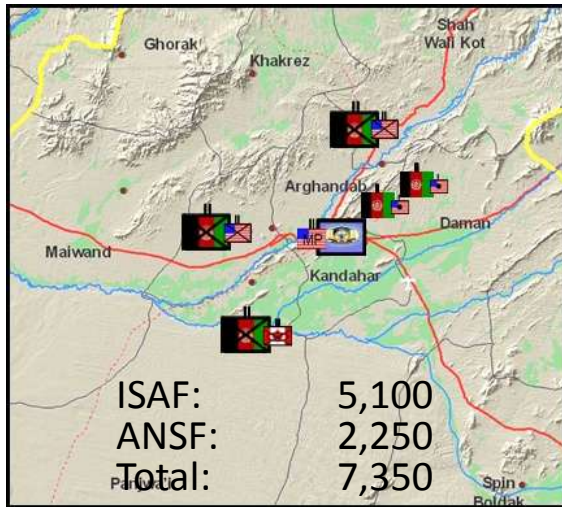 Shah
Wali Kot
Ghorak
Khakrez
Arghandab
Daman
Maiwand
MP
Kandahar
ISAF: 5,100
ANSF: 2,250
Total: 7,350
Panjwa'i
Spin
Boldak